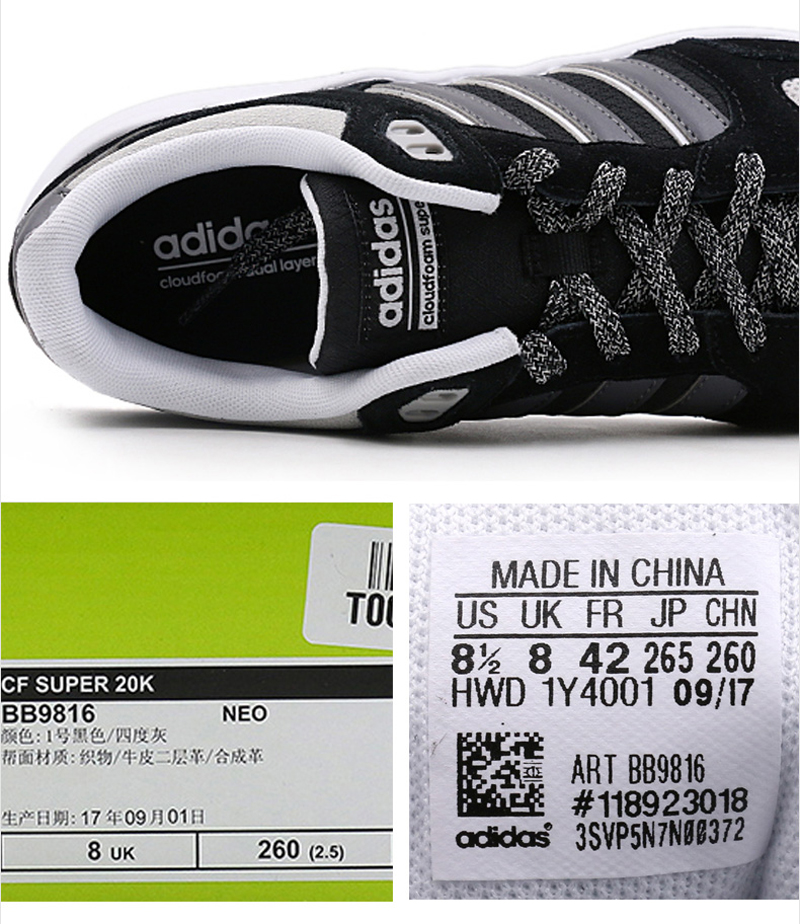 adidas
cloudfoam
adidas
cloudfoam super
TOO
CF SUPER 20K
BB9816 NEO
颜色:1号黑色/四度灰
帮面材质:织物/牛皮二层革/合成革
生产日期:17年09月01日
8 UK 260 (2.5)
MADE IN CHINA
US UK FR JP CHN
8½ 8 42 265 260
HWD 1Y4001 09/17
ART BB9816
#118923018
adidas® 3SVP5N7N00372